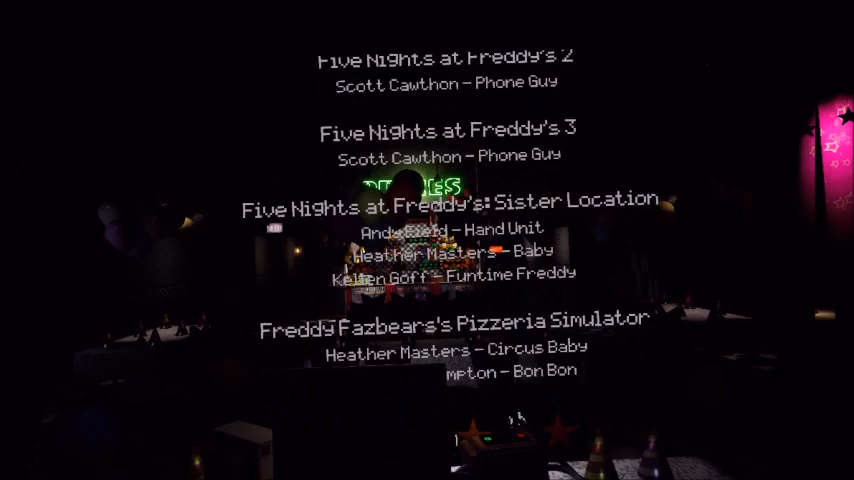 Five Nights at Freddy's 2
Scott Cawthon – Phone Guy
Five Nights at Freddy's 3
Scott Cawthon – Phone Guy
Five Nights at Freddy's: Sister Location
Andy Field – Hand Unit
Heather Masters – Baby
Kellen Goff – Funtime Freddy
Freddy Fazbears's Pizzeria Simulator
Heather Masters – Circus Baby
– Bon Bon